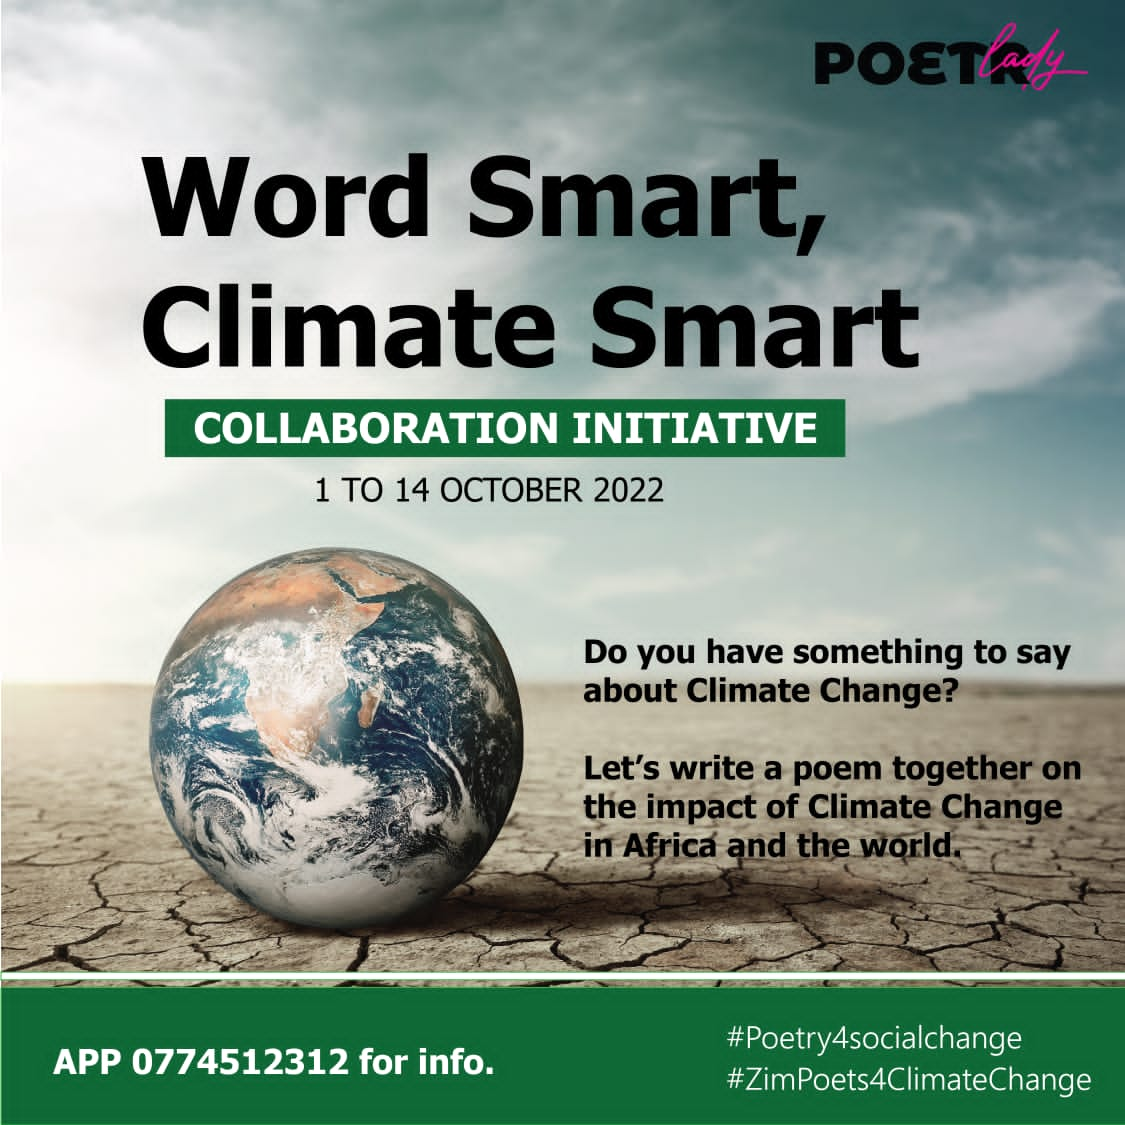 POETRY lady
Word Smart,
Climate Smart
COLLABORATION INITIATIVE
1 TO 14 OCTOBER 2022
Do you have something to say
about Climate Change?
Let's write a poem together on
the impact of Climate Change
in Africa and the world.
APP 0774512312 for info.
#Poetry4socialchange
#ZimPoets4ClimateChange